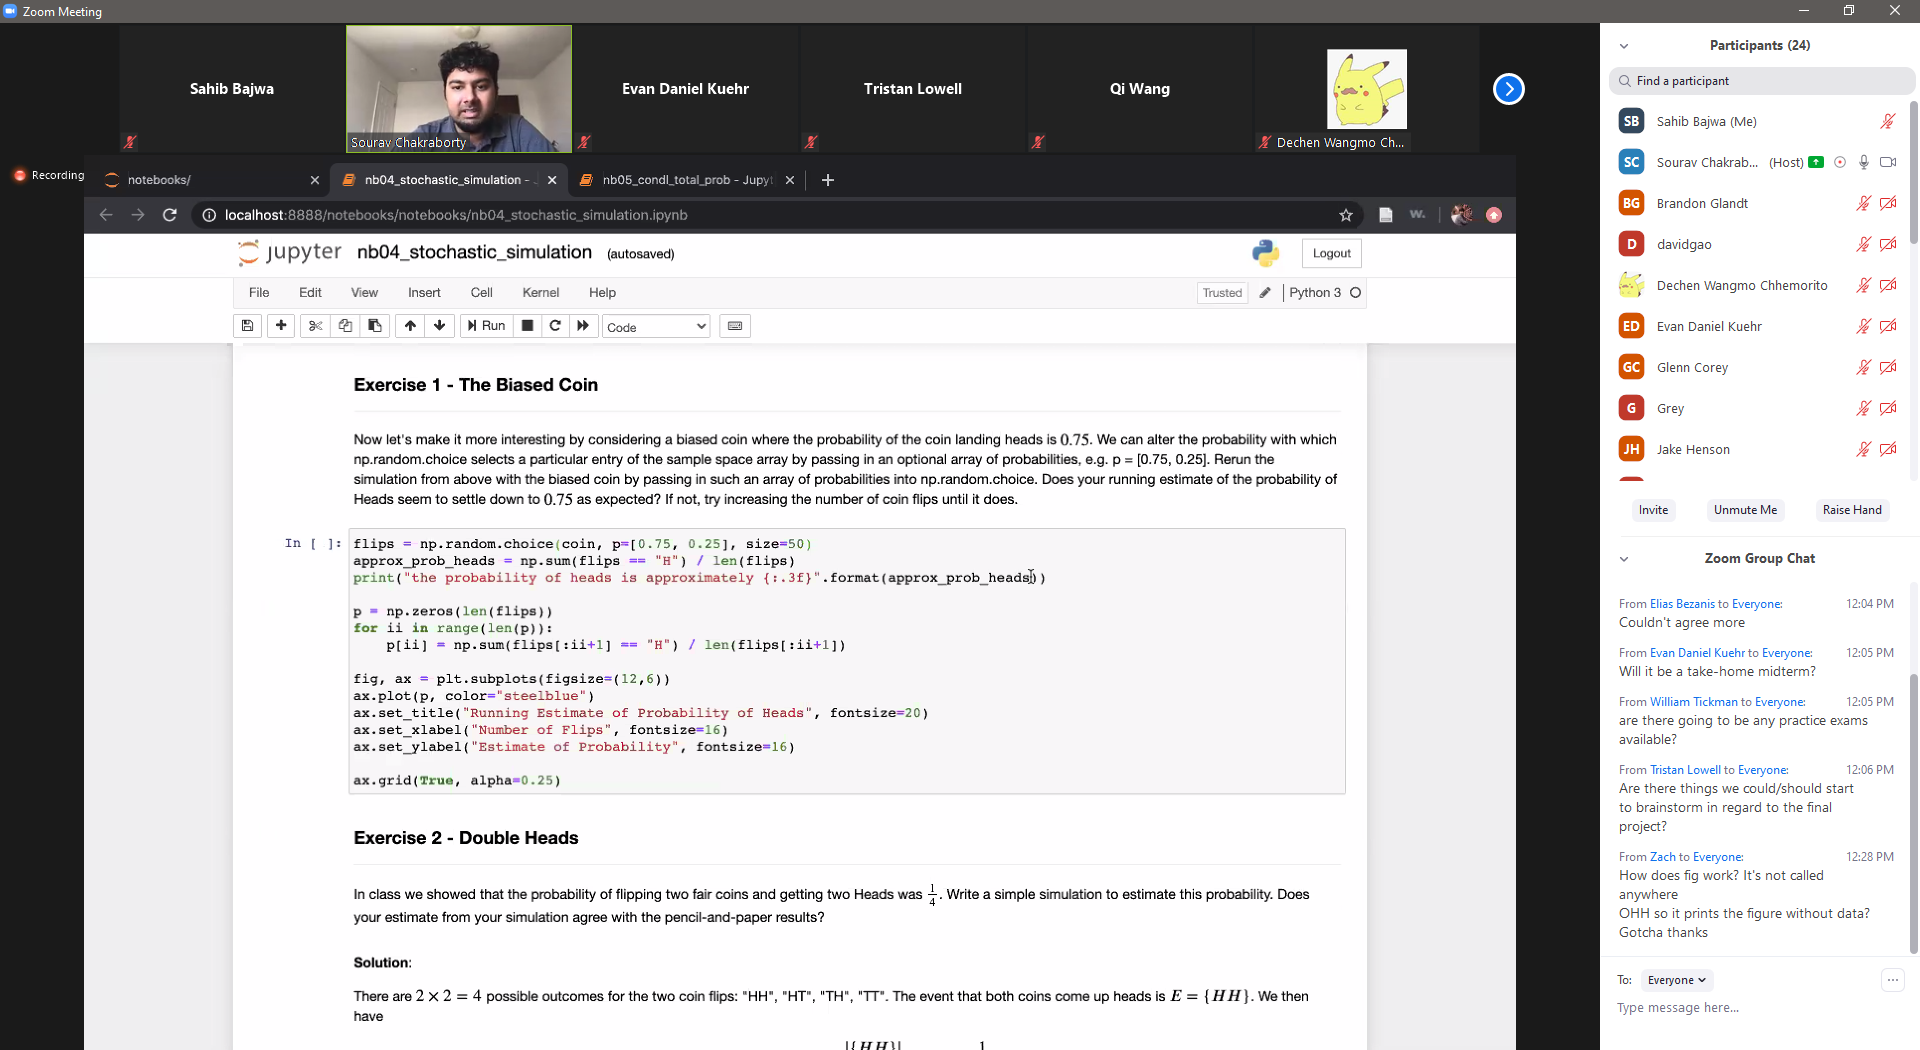 Zoom Meeting
Sahib Bajwa
Sourav Chakraborty
Evan Daniel Kuehr
Tristan Lowell
Qi Wang
Dechen Wangmo Ch...
Recording
notebooks/
nb04_stochastic_simulation -
nb05_condl_total_prob - Jupyt
localhost:8888/notebooks/notebooks/nb04_stochastic_simulation.ipynb
W.
jupyter nb04_stochastic_simulation (autosaved)
Logout
File Edit View Insert Cell Kernel Help
Trusted Python 3
Run Code
Exercise 1 - The Biased Coin
Now let's make it more interesting by considering a biased coin where the probability of the coin landing heads is 0.75. We can alter the probability with which
np.random.choice selects a particular entry of the sample space array by passing in an optional array of probabilities, e.g. p = [0.75, 0.25]. Rerun the
simulation from above with the biased coin by passing in such an array of probabilities into np.random.choice. Does your running estimate of the probability of
Heads seem to settle down to 0.75 as expected? If not, try increasing the number of coin flips until it does.
In [ ]: flips = np.random.choice(coin, p=[0.75, 0.25], size=50)
approx_prob_heads = np.sum(flips == "H") / len(flips)
print("the probability of heads is approximately {:.3f}".format(approx_prob_heads))
p = np.zeros(len(flips))
for ii in range(len(p)):
p[ii] = np.sum(flips[:ii+1] == "H") / len(flips[:ii+1])
fig, ax = plt.subplots(figsize=(12,6))
ax.plot(p, color="steelblue")
ax.set_title("Running Estimate of Probability of Heads", fontsize=20)
ax.set_xlabel("Number of Flips", fontsize=16)
ax.set_ylabel("Estimate of Probability", fontsize=16)
ax.grid(True, alpha=0.25)
Exercise 2 - Double Heads
In class we showed that the probability of flipping two fair coins and getting two Heads was 1/4. Write a simple simulation to estimate this probability. Does
your estimate from your simulation agree with the pencil-and-paper results?
Solution:
There are 2 × 2 = 4 possible outcomes for the two coin flips: "HH", "HT", "TH", "TT". The event that both coins come up heads is E = {HH}. We then
have
|{HH}| 1
Participants (24)
Find a participant
SB Sahib Bajwa (Me)
SC Sourav Chakrab... (Host)
BG Brandon Glandt
D davidgao
Dechen Wangmo Chhemorito
ED Evan Daniel Kuehr
GC Glenn Corey
G Grey
JH Jake Henson
Invite Unmute Me Raise Hand
Zoom Group Chat
From Elias Bezanis to Everyone: 12:04 PM
Couldn't agree more
From Evan Daniel Kuehr to Everyone: 12:05 PM
Will it be a take-home midterm?
From William Tickman to Everyone: 12:05 PM
are there going to be any practice exams
available?
From Tristan Lowell to Everyone: 12:06 PM
Are there things we could/should start
to brainstorm in regard to the final
project?
From Zach to Everyone: 12:28 PM
How does fig work? It's not called
anywhere
OHH so it prints the figure without data?
Gotcha thanks
To: Everyone
Type message here...